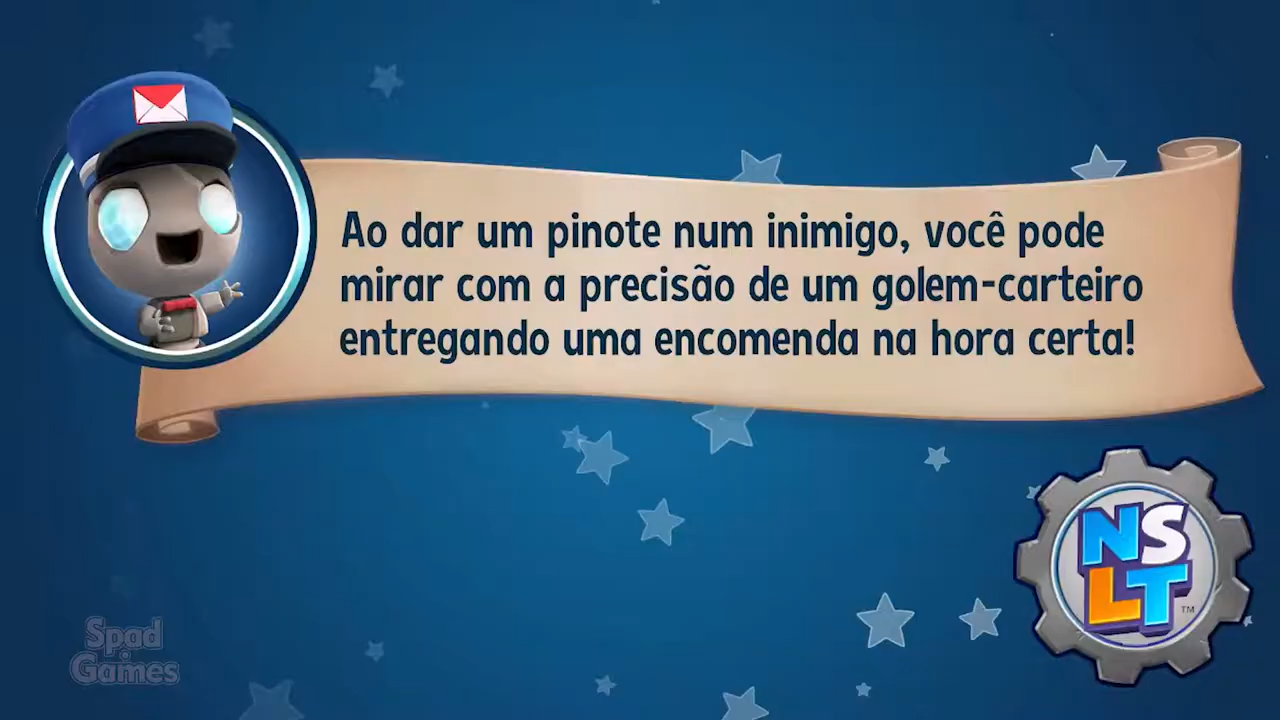 Ao dar um pinote num inimigo, você pode
mirar com a precisão de um golem-carteiro
entregando uma encomenda na hora certa!
NS
LT
TM
Spad
Games